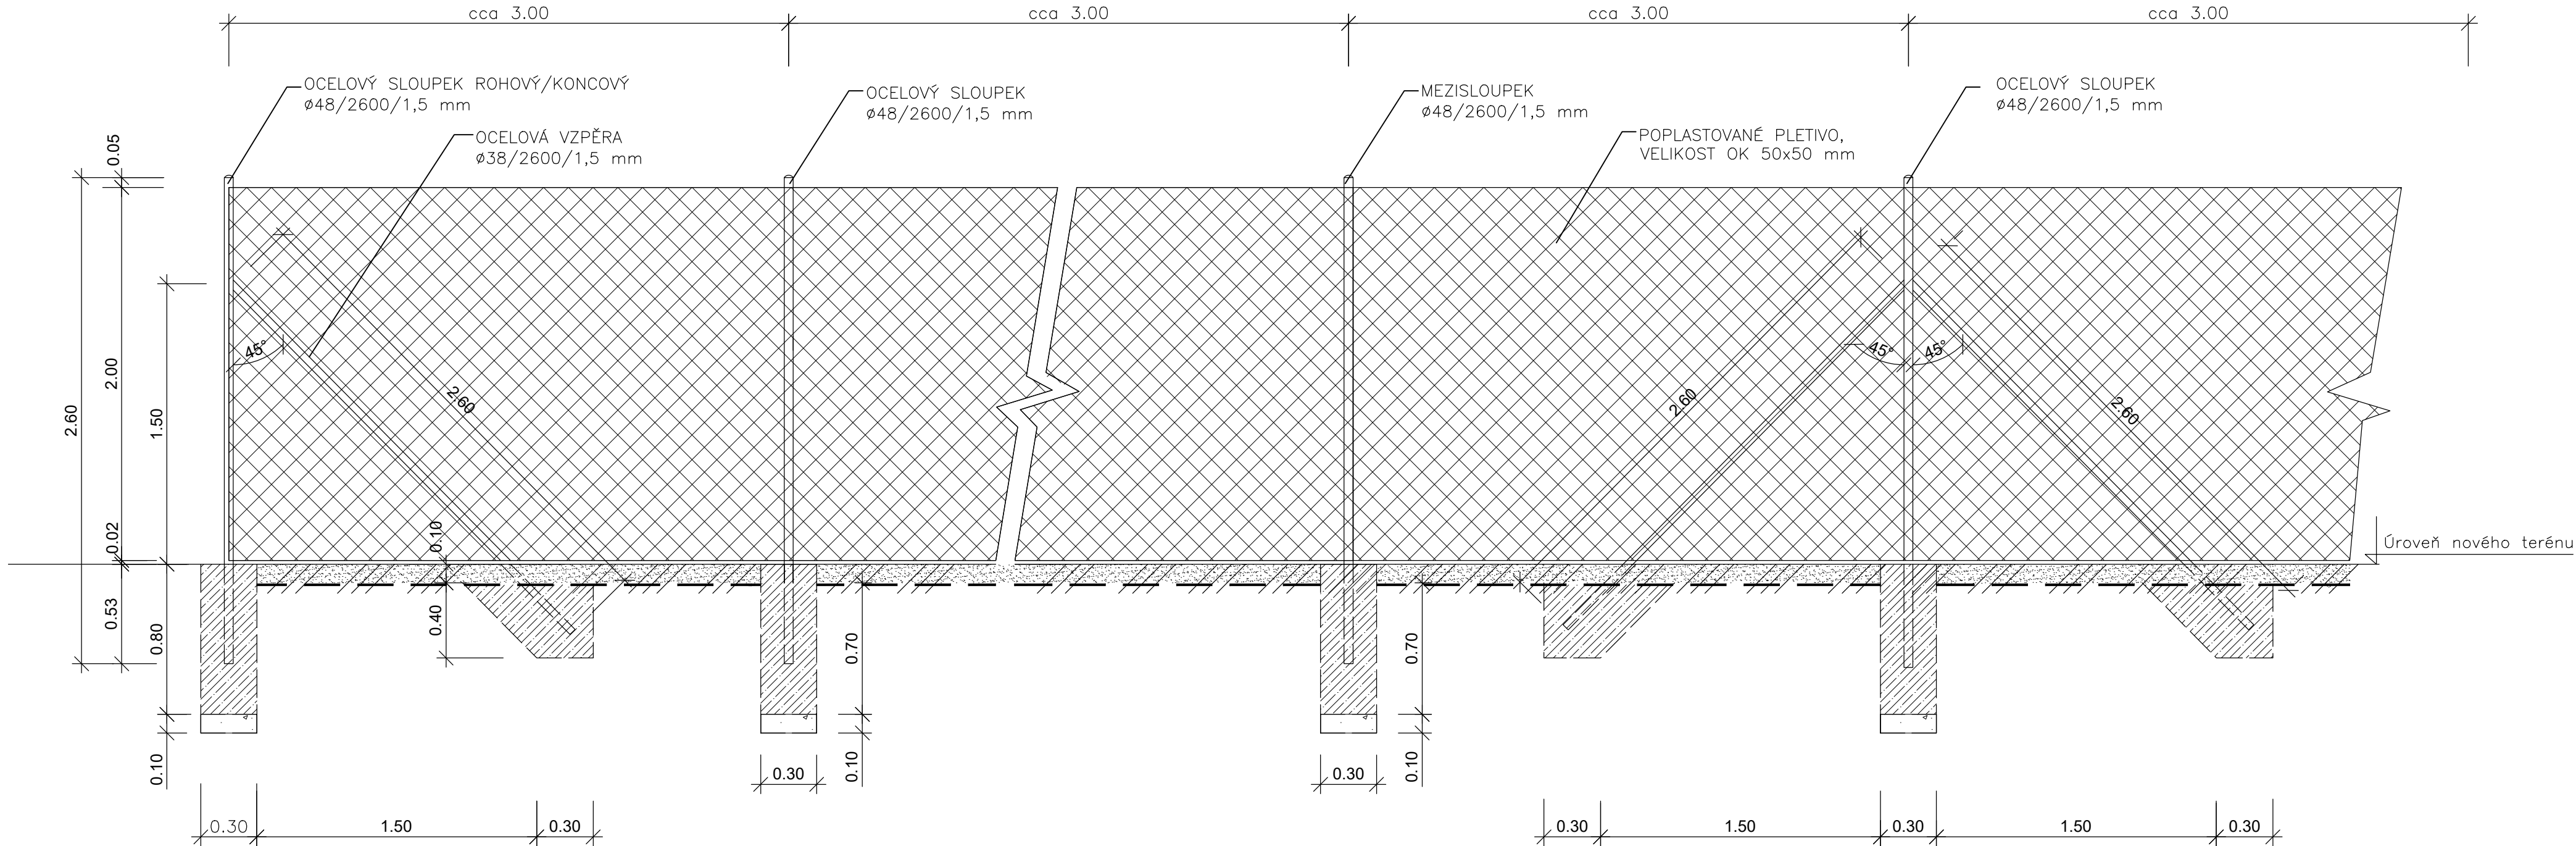 cca 3.00
cca 3.00
cca 3.00
cca 3.00
OCELOVÝ SLOUPEK ROHOVÝ/KONCOVÝ
ø48/2600/1,5 mm
OCELOVÁ VZPĚRA
ø38/2600/1,5 mm
OCELOVÝ SLOUPEK
ø48/2600/1,5 mm
MEZISLOUPEK
ø48/2600/1,5 mm
POPLASTOVANÉ PLETIVO,
VELIKOST OK 50x50 mm
OCELOVÝ SLOUPEK
ø48/2600/1,5 mm
0.05
2.00
2.60
1.50
0.02
0.53
0.80
0.10
45°
2.60
0.10
0.40
0.70
0.10
0.70
0.10
2.60
45°
45°
2.60
Úroveň nového terénu
0.30
0.30
0.30
1.50
0.30
0.30
1.50
0.30
1.50
0.30